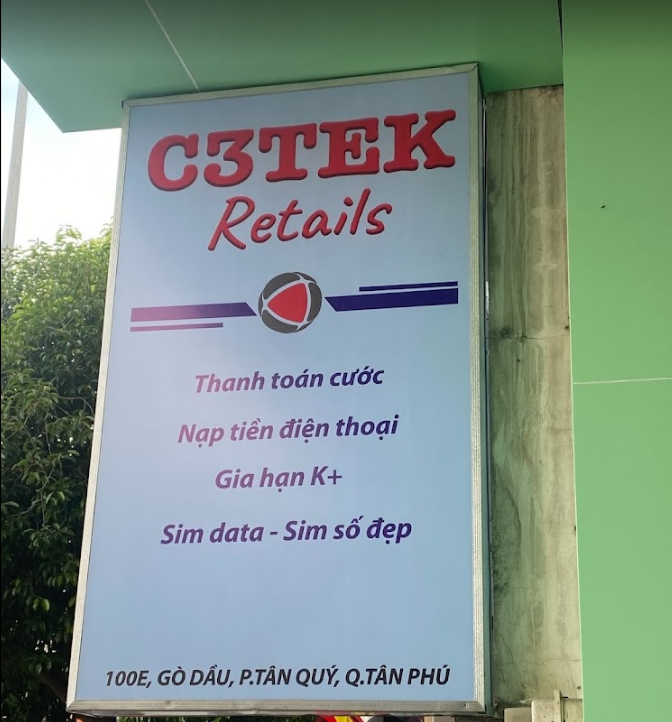 C3TEK
Retails
Thanh toán cước
Nạp tiền điện thoại
Gia hạn K+
Sim data - Sim số đẹp
100E, GÒ DẦU, P.TÂN QUÝ, Q.TÂN PHÚ